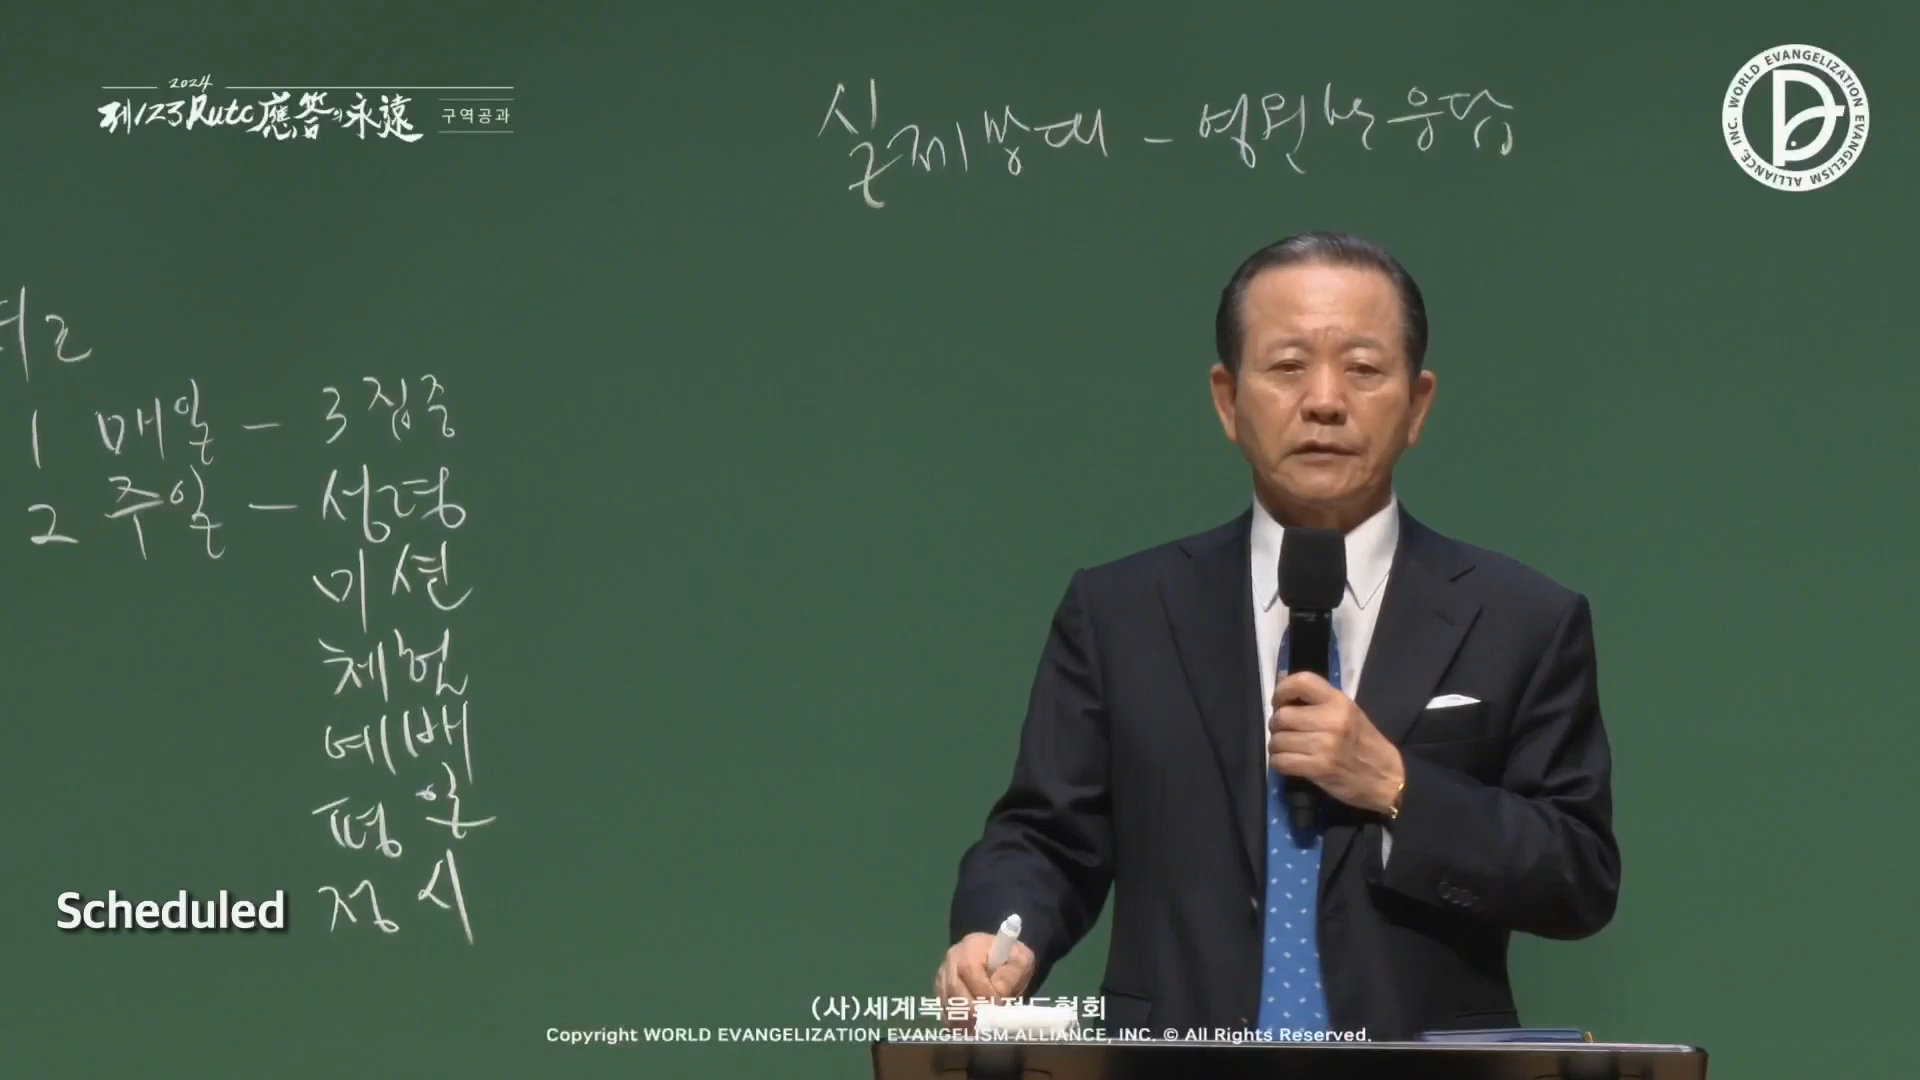 2024
제123 RUTC 應答의 永遠 구역공과
실제망대 - 영원한 응답
WORLD EVANGELIZATION EVANGELISM ALLIANCE, INC.
1 매일 - 3집중
2 주일 - 성경
미션
체험
예배
평일
Scheduled 정시
(사)세계복음화전도협회
Copyright WORLD EVANGELIZATION EVANGELISM ALLIANCE, INC. © All Rights Reserved.